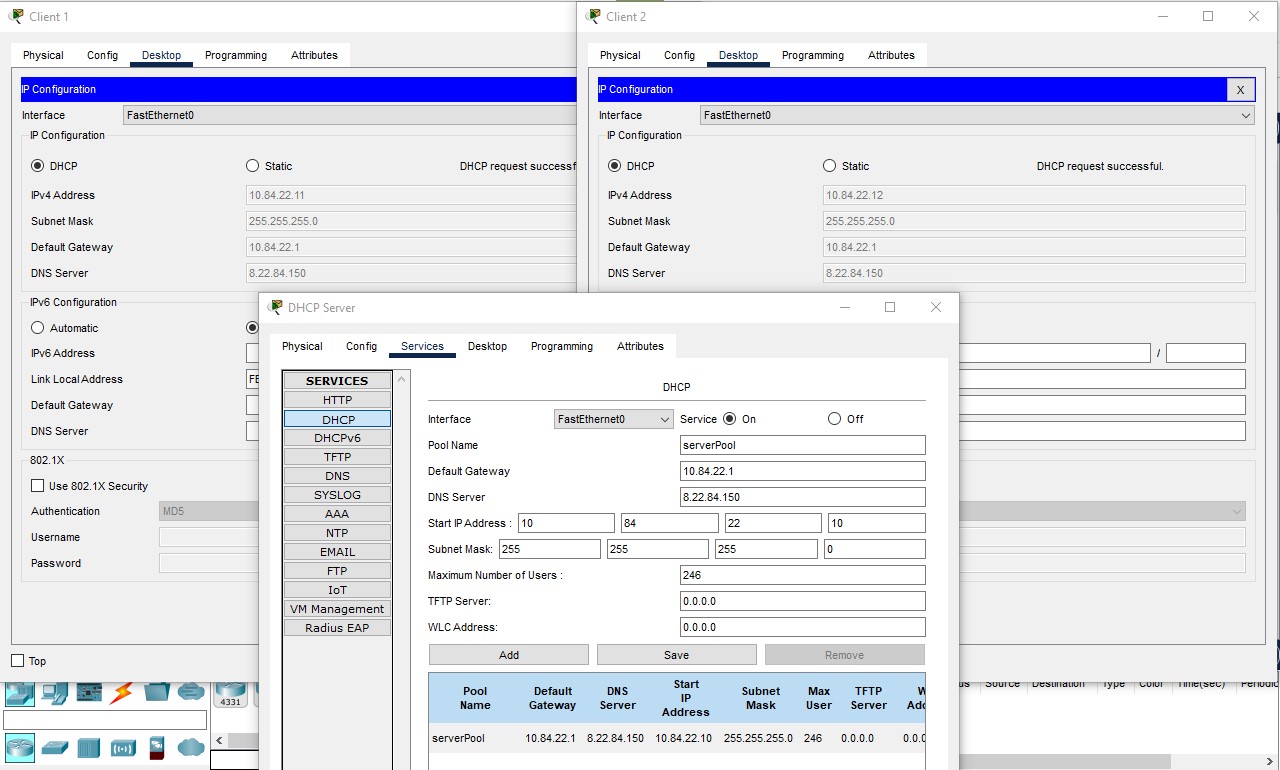 Client 1
Physical Config Desktop Programming Attributes
IP Configuration
Interface FastEthernet0
IP Configuration
DHCP Static DHCP request successf
IPv4 Address 10.84.22.11
Subnet Mask 255.255.255.0
Default Gateway 10.84.22.1
DNS Server 8.22.84.150
IPv6 Configuration
Automatic
IPv6 Address
Link Local Address FE
Default Gateway
DNS Server
802.1X
Use 802.1X Security
Authentication MD5
Username
Password
Top
Client 2
Physical Config Desktop Programming Attributes
IP Configuration X
Interface FastEthernet0
IP Configuration
DHCP Static DHCP request successful.
IPv4 Address 10.84.22.12
Subnet Mask 255.255.255.0
Default Gateway 10.84.22.1
DNS Server 8.22.84.150
/
DHCP Server
Physical Config Services Desktop Programming Attributes
SERVICES
HTTP
DHCP
DHCPv6
TFTP
DNS
SYSLOG
AAA
NTP
EMAIL
FTP
IoT
VM Management
Radius EAP
DHCP
Interface FastEthernet0 Service On Off
Pool Name serverPool
Default Gateway 10.84.22.1
DNS Server 8.22.84.150
Start IP Address : 10 84 22 10
Subnet Mask: 255 255 255 0
Maximum Number of Users : 246
TFTP Server: 0.0.0.0
WLC Address: 0.0.0.0
Add Save Remove
Pool Name Default Gateway DNS Server Start IP Address Subnet Mask Max User TFTP Server W Add
serverPool 10.84.22.1 8.22.84.150 10.84.22.10 255.255.255.0 246 0.0.0.0 0.0.0
4331
us Source Destination Type Color Time(sec) Periodic